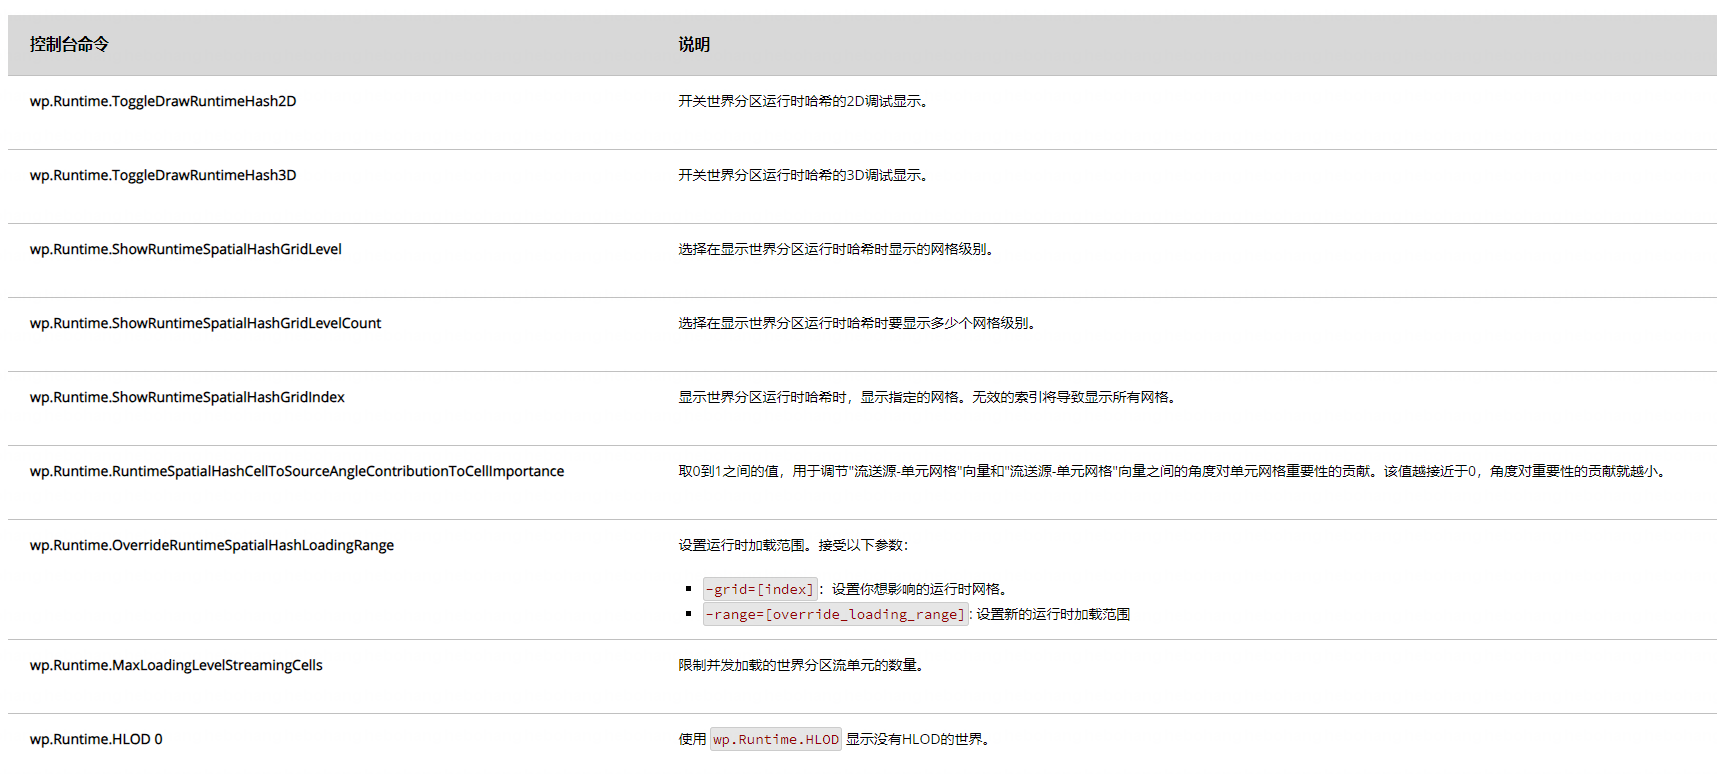 控制台命令 说明
wp.Runtime.ToggleDrawRuntimeHash2D 开关世界分区运行时哈希的2D调试显示。
wp.Runtime.ToggleDrawRuntimeHash3D 开关世界分区运行时哈希的3D调试显示。
wp.Runtime.ShowRuntimeSpatialHashGridLevel 选择在显示世界分区运行时哈希时显示的网格级别。
wp.Runtime.ShowRuntimeSpatialHashGridLevelCount 选择在显示世界分区运行时哈希时要显示多少个网格级别。
wp.Runtime.ShowRuntimeSpatialHashGridIndex 显示世界分区运行时哈希时，显示指定的网格。无效的索引将导致显示所有网格。
wp.Runtime.RuntimeSpatialHashCellToSourceAngleContributionToCellImportance 取0到1之间的值，用于调节"流送源-单元网格"向量和"流送源-单元网格"向量之间的角度对单元网格重要性的贡献。该值越接近于0，角度对重要性的贡献就越小。
wp.Runtime.OverrideRuntimeSpatialHashLoadingRange 设置运行时加载范围。接受以下参数：
▪ -grid=[index]：设置你想影响的运行时网格。
▪ -range=[override_loading_range]: 设置新的运行时加载范围
wp.Runtime.MaxLoadingLevelStreamingCells 限制并发加载的世界分区流单元的数量。
wp.Runtime.HLOD 0 使用 wp.Runtime.HLOD 显示没有HLOD的世界。